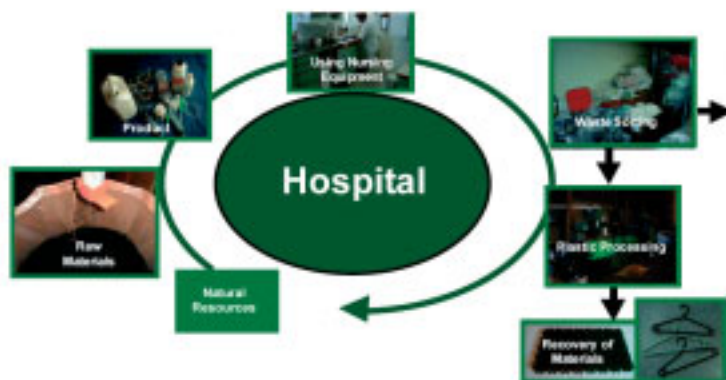 Using Nursing
Equipment
Product
Waste Sorting
Hospital
Raw
Materials
Plastic Processing
Natural
Resources
Recovery of
Materials